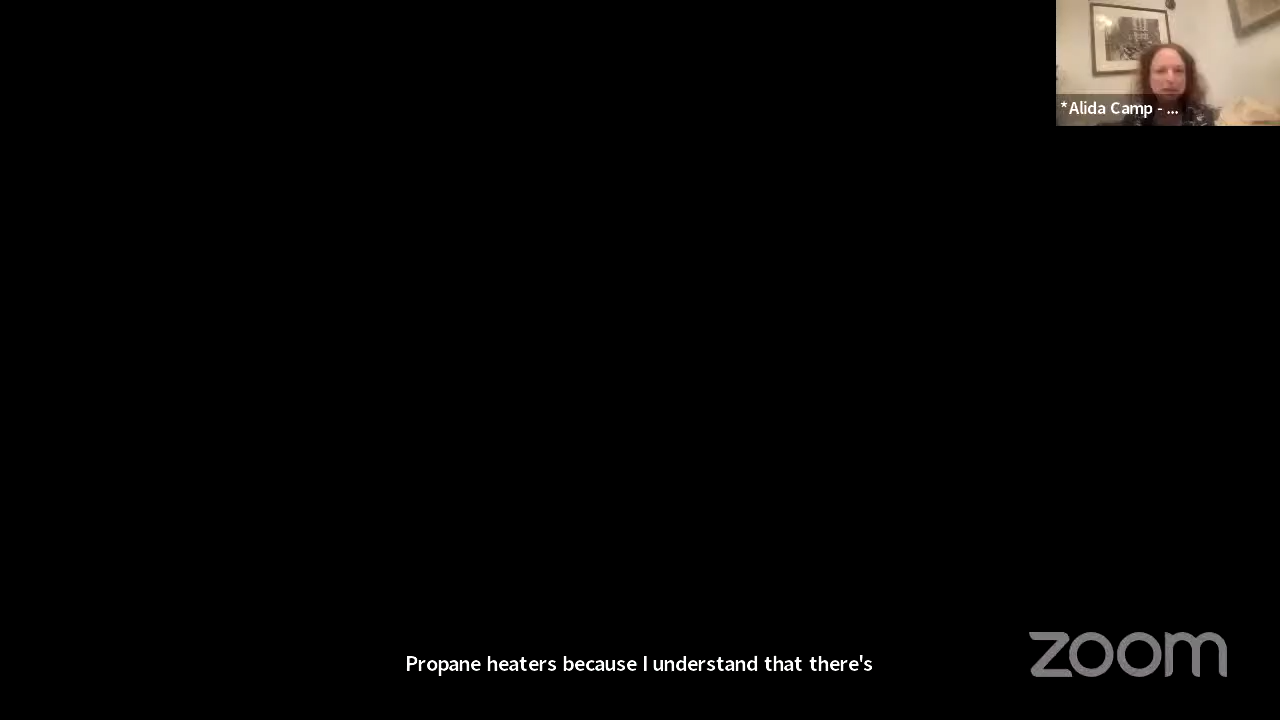 *Alida Camp - ...
Propane heaters because I understand that there's
zoom